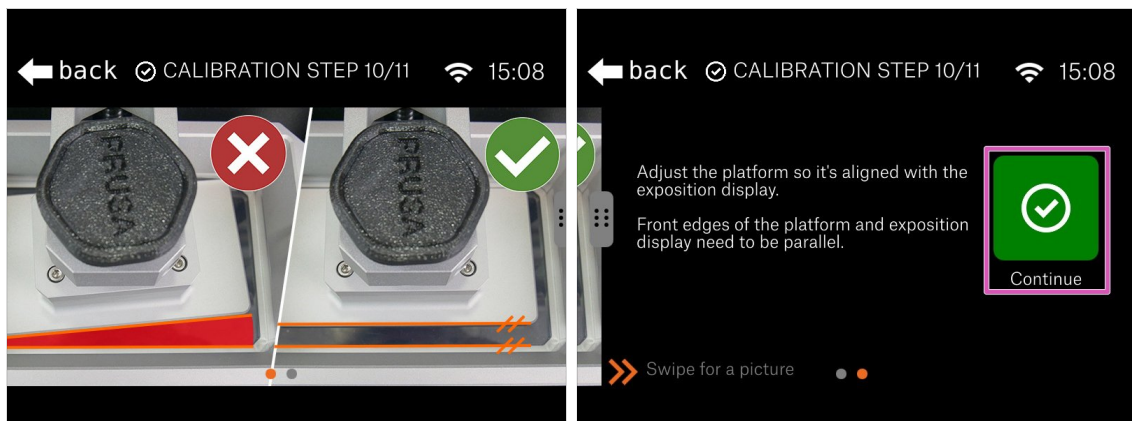 back CALIBRATION STEP 10/11 15:08
PRUSA
PRUSA
back CALIBRATION STEP 10/11 15:08
Adjust the platform so it's aligned with the
exposition display.
Front edges of the platform and exposition
display need to be parallel.
Continue
Swipe for a picture